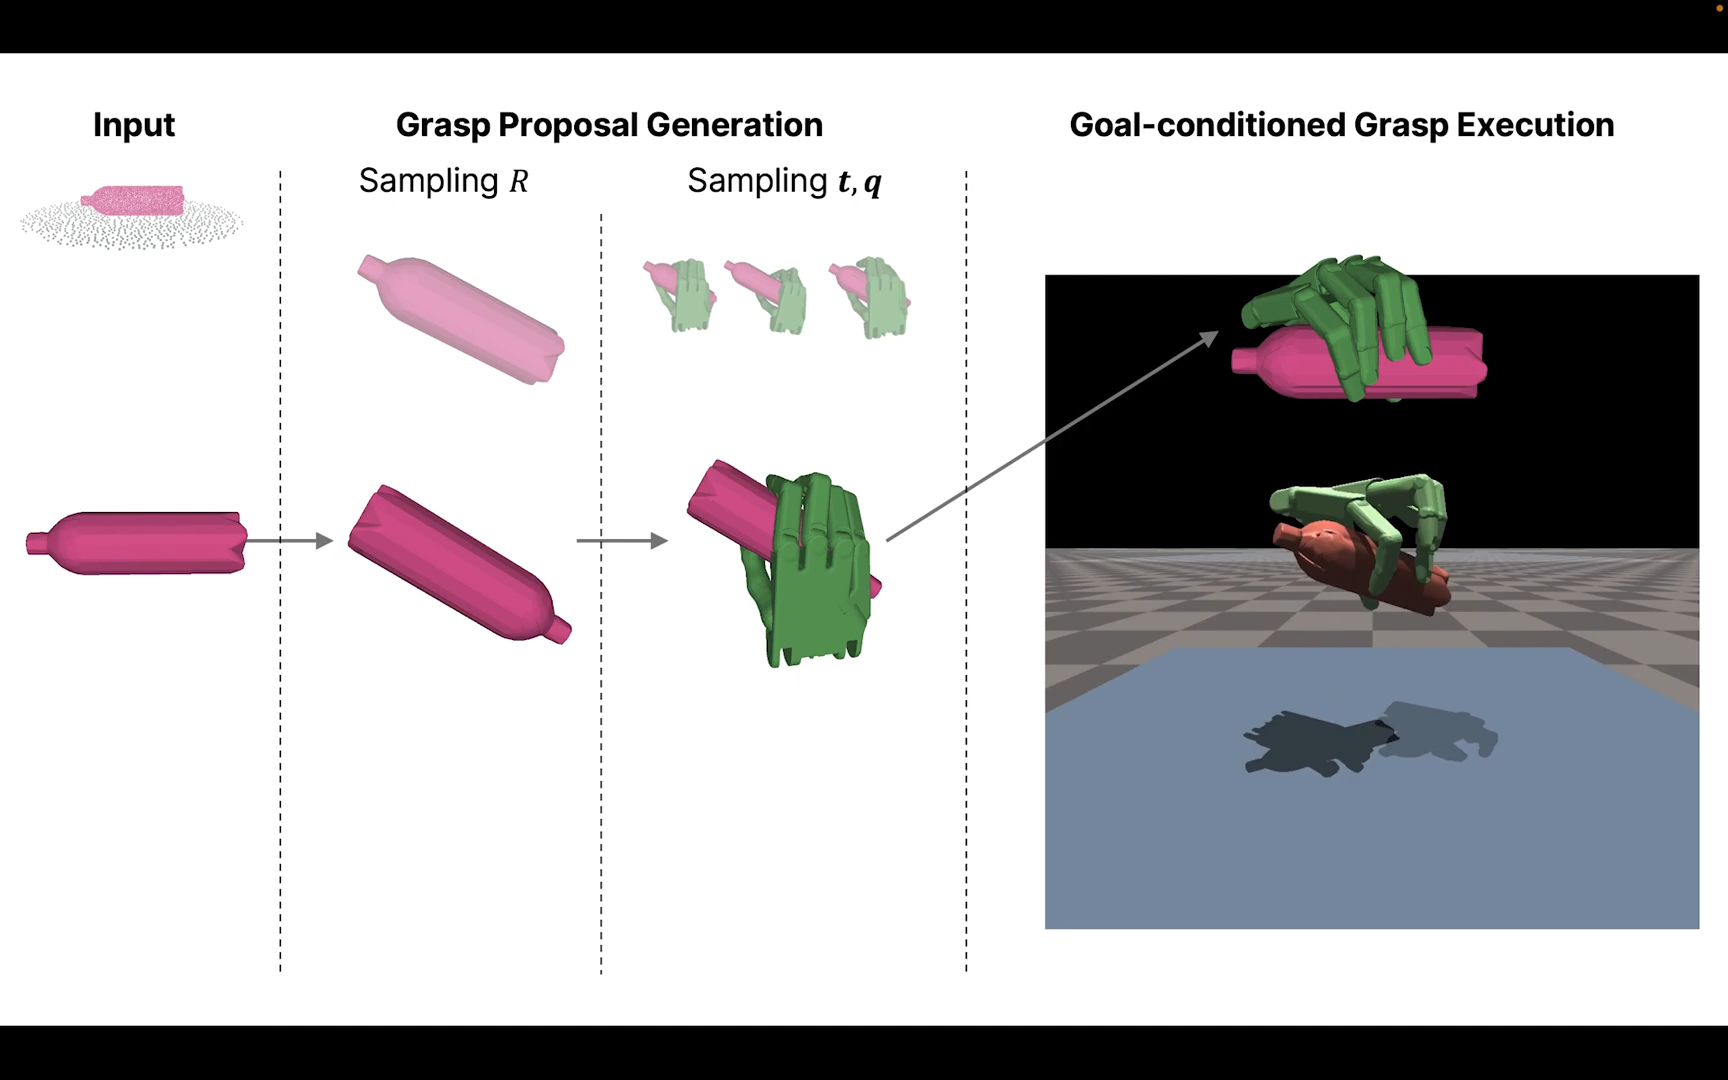 Input
Grasp Proposal Generation
Sampling R
Sampling t, q
Goal-conditioned Grasp Execution